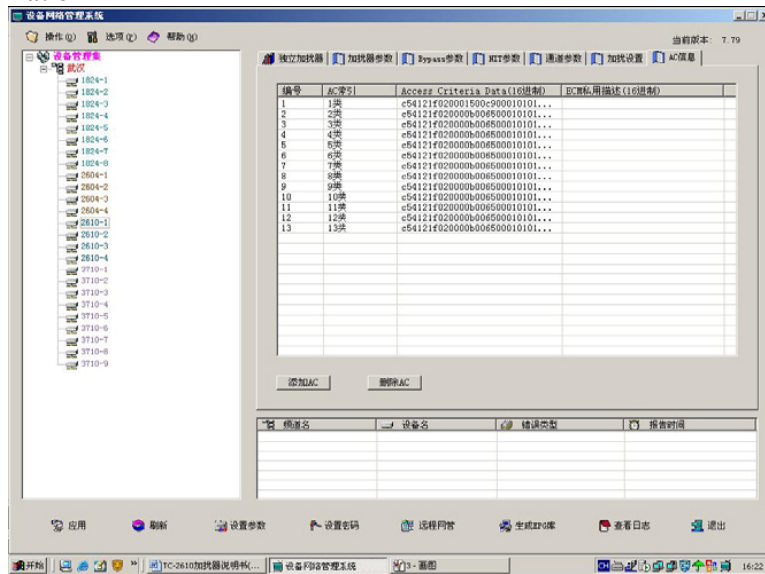 设备网络管理系统
操作(O) 选项(P) 帮助(H) 当前版本: 7.79
设备管理集
武汉
1824-1
1824-2
1824-3
1824-4
1824-5
1824-6
1824-7
1824-8
2604-1
2604-2
2604-3
2604-4
2610-1
2610-2
2610-3
2610-4
3710-1
3710-2
3710-3
3710-4
3710-5
3710-6
3710-7
3710-8
3710-9
独立加扰器 加扰器参数 Bypass参数 NIT参数 通道参数 加扰设置 AC信息
编号 AC索引 Access Criteria Data(16进制) ECM私用描述(16进制)
1 1类 c54121f020001500c900010101...
2 2类 c54121f020000b006500010101...
3 3类 c54121f020000b006500010101...
4 4类 c54121f020000b006500010101...
5 5类 c54121f020000b006500010101...
6 6类 c54121f020000b006500010101...
7 7类 c54121f020000b006500010101...
8 8类 c54121f020000b006500010101...
9 9类 c54121f020000b006500010101...
10 10类 c54121f020000b006500010101...
11 11类 c54121f020000b006500010101...
12 12类 c54121f020000b006500010101...
13 13类 c54121f020000b006500010101...
添加AC 删除AC
频道名 设备名 错误类型 报告时间
应用 刷新 设置参数 设置密码 远程网管 生成EPG库 查看日志 退出
开始 TC-2610加扰器说明书(... 设备网络管理系统 3 - 画图 CH 16:22